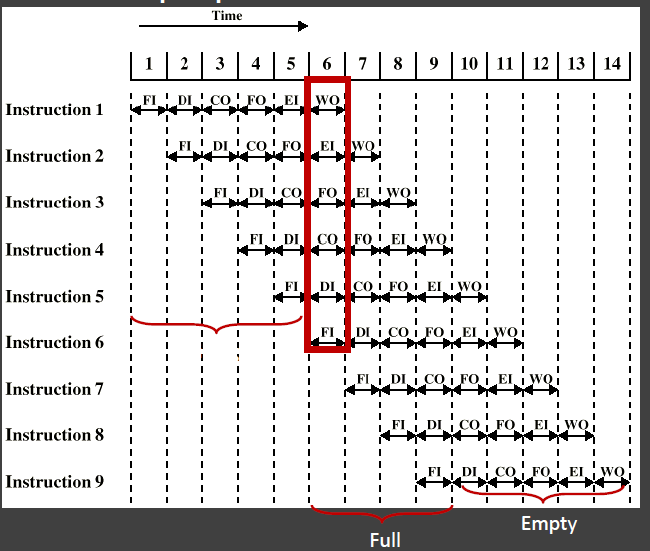 Time
1 2 3 4 5 6 7 8 9 10 11 12 13 14
Instruction 1 FI DI CO FO EI WO
Instruction 2 FI DI CO FO EI WO
Instruction 3 FI DI CO FO EI WO
Instruction 4 FI DI CO FO EI WO
Instruction 5 FI DI CO FO EI WO
Instruction 6 FI DI CO FO EI WO
Instruction 7 FI DI CO FO EI WO
Instruction 8 FI DI CO FO EI WO
Instruction 9 FI DI CO FO EI WO
Full
Empty